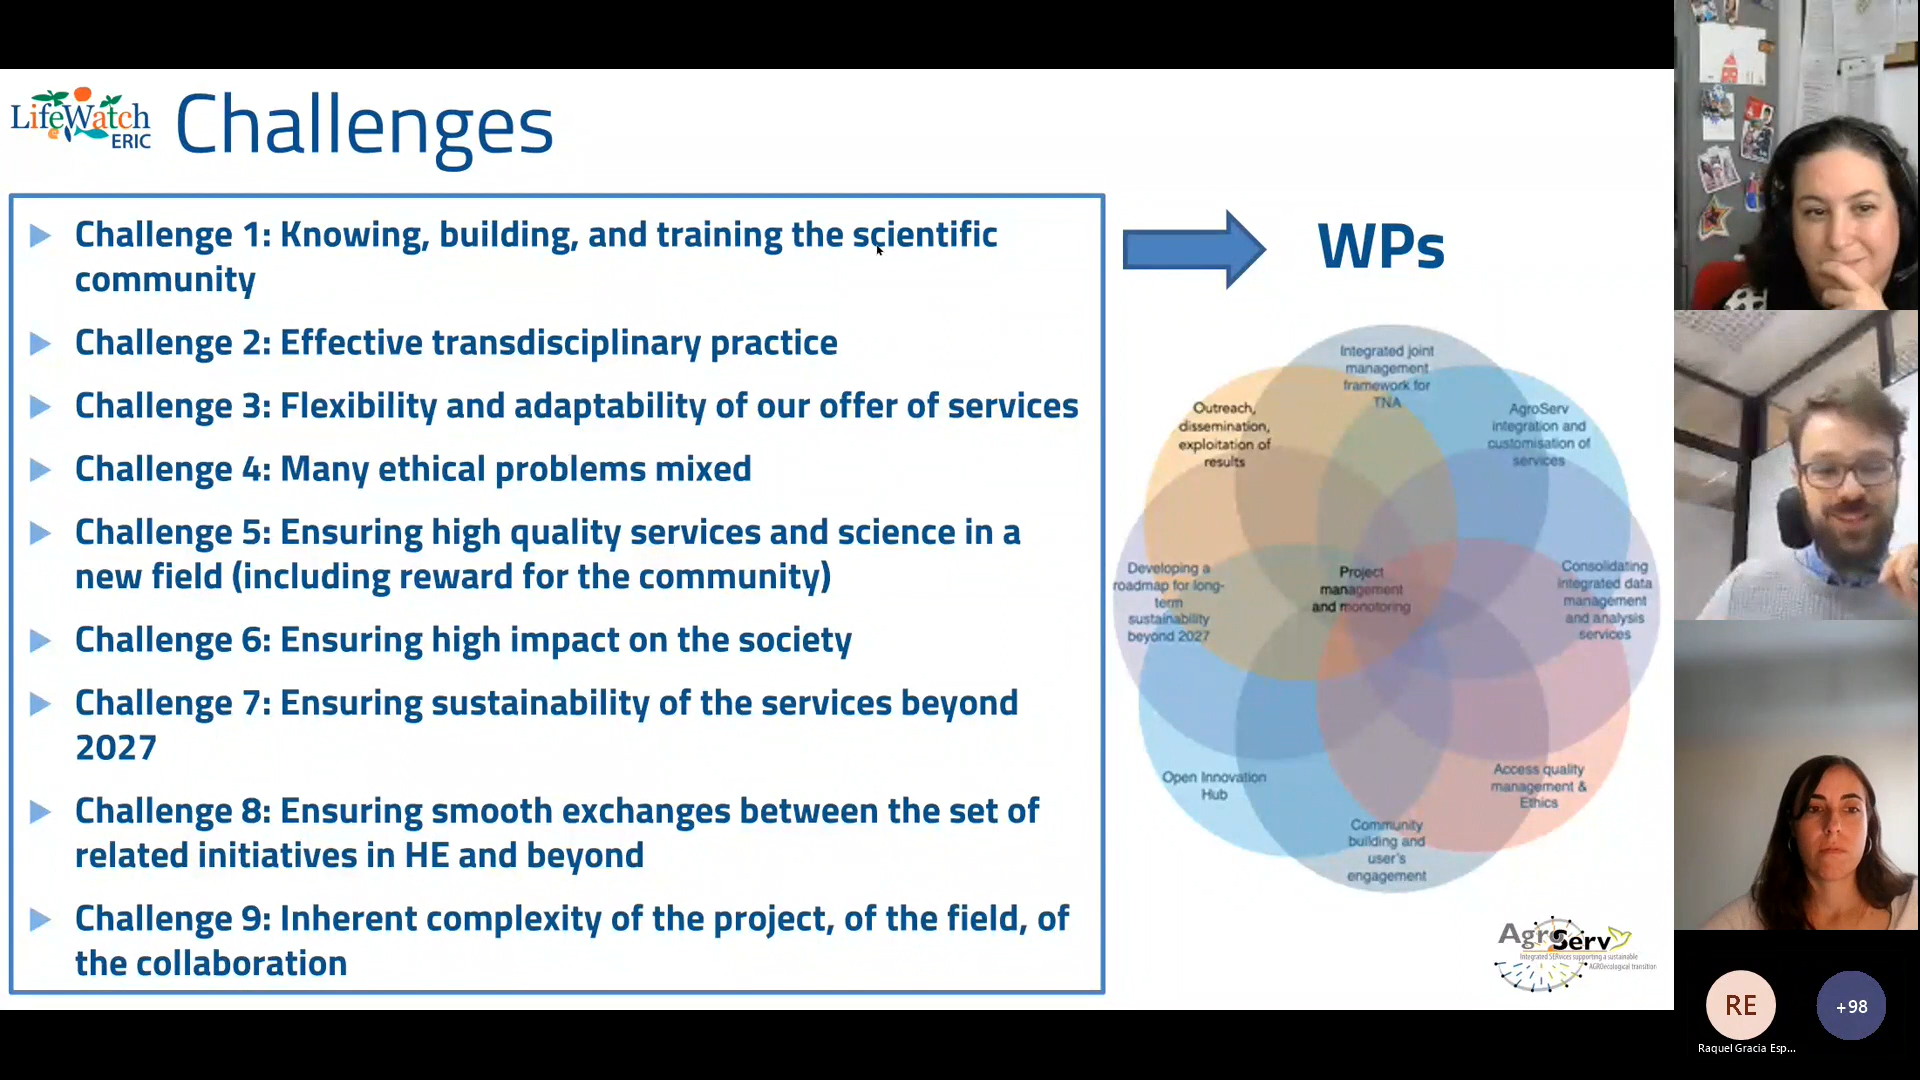 LifeWatch
ERIC
Challenges
Challenge 1: Knowing, building, and training the scientific
community
Challenge 2: Effective transdisciplinary practice
Challenge 3: Flexibility and adaptability of our offer of services
Challenge 4: Many ethical problems mixed
Challenge 5: Ensuring high quality services and science in a
new field (including reward for the community)
Challenge 6: Ensuring high impact on the society
Challenge 7: Ensuring sustainability of the services beyond
2027
Challenge 8: Ensuring smooth exchanges between the set of
related initiatives in HE and beyond
Challenge 9: Inherent complexity of the project, of the field, of
the collaboration
WPs
Integrated joint
management
framework for
TNA
Outreach,
dissemination,
exploitation of
results
AgroServ
integration and
customisation of
services
Developing a
roadmap for long-
term
sustainability
beyond 2027
Project
management
and monotoring
Consolidating
integrated data
management
and analysis
services
Open Innovation
Hub
Access quality
management &
Ethics
Community
building and
user's
engagement
AgroServ
Integrated SERvices supporting a sustainable
AGROecological transition
RE
+98
Raquel Gracia Esp...